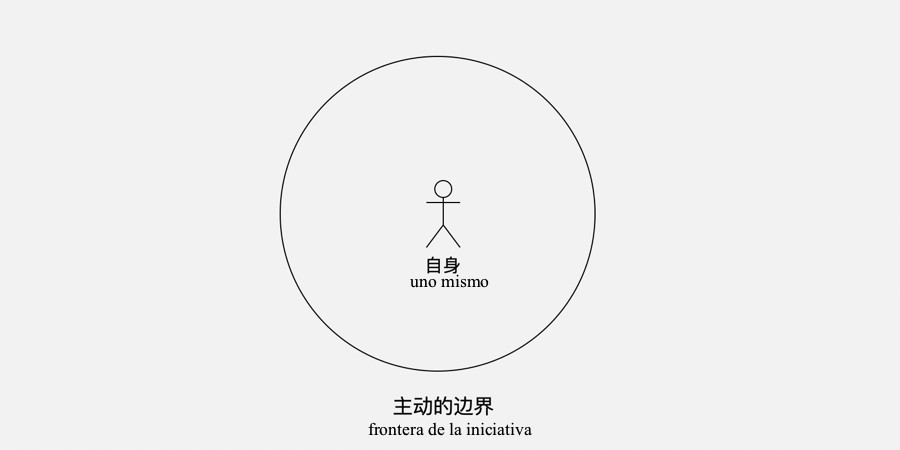 自身
uno mismo
主动的边界
frontera de la iniciativa